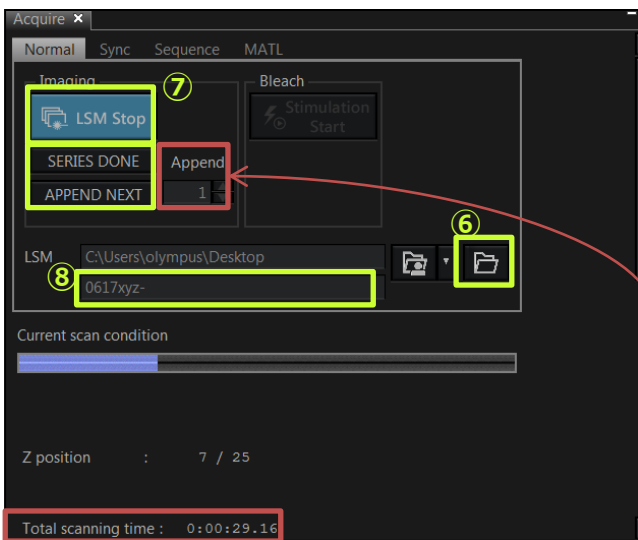 Acquire ×
Normal Sync Sequence MATL
Imaging Bleach
⑦
LSM Stop Stimulation Start
SERIES DONE Append
APPEND NEXT 1
⑥
LSM C:\Users\olympus\Desktop
⑧ 0617xyz-
Current scan condition
Z position : 7 / 25
Total scanning time : 0:00:29.16